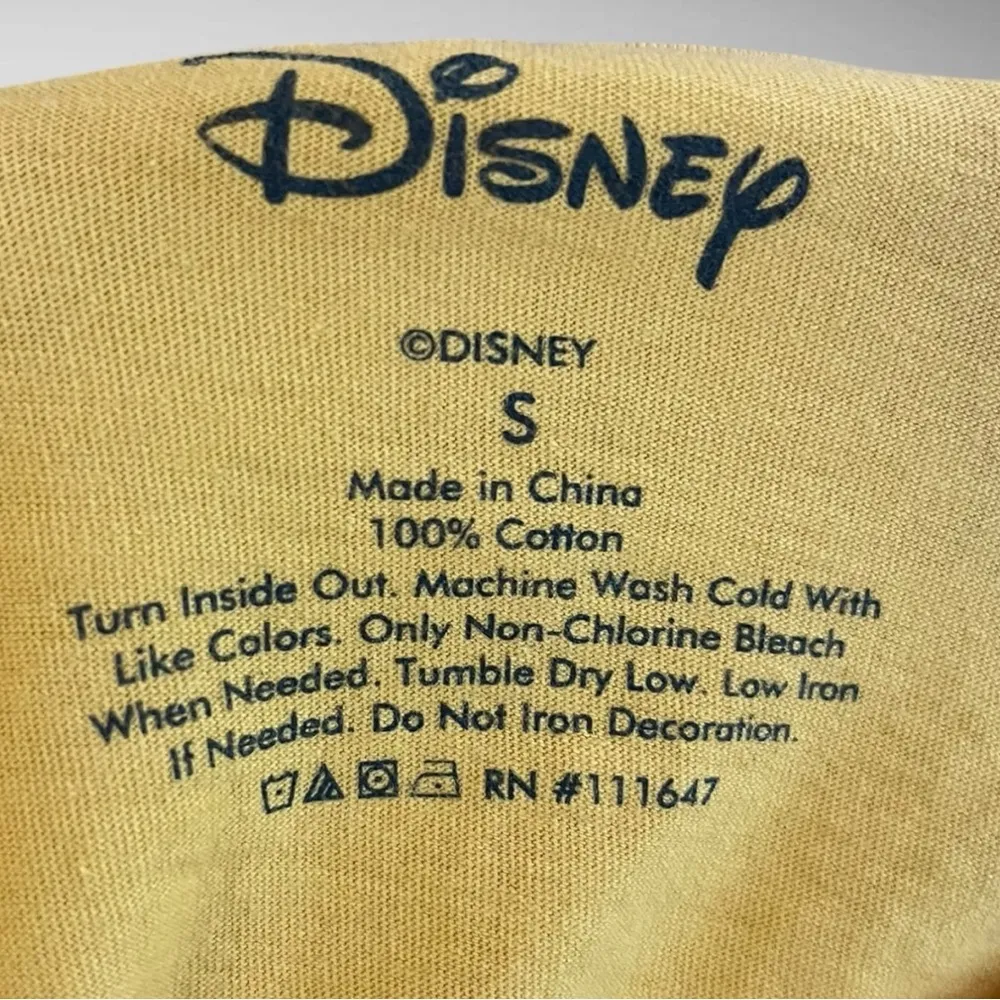 Disney
©DISNEY
S
Made in China
100% Cotton
Turn Inside Out. Machine Wash Cold With
Like Colors. Only Non-Chlorine Bleach
When Needed. Tumble Dry Low. Low Iron
If Needed. Do Not Iron Decoration.
RN #111647